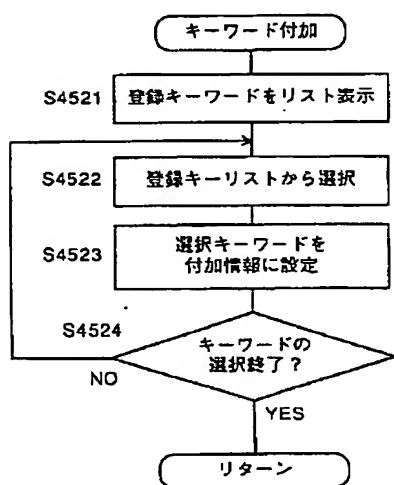 キーワード付加
S4521
登録キーワードをリスト表示
S4522
登録キーリストから選択
S4523
選択キーワードを
付加情報に設定
S4524
キーワードの
選択終了?
NO
YES
リターン